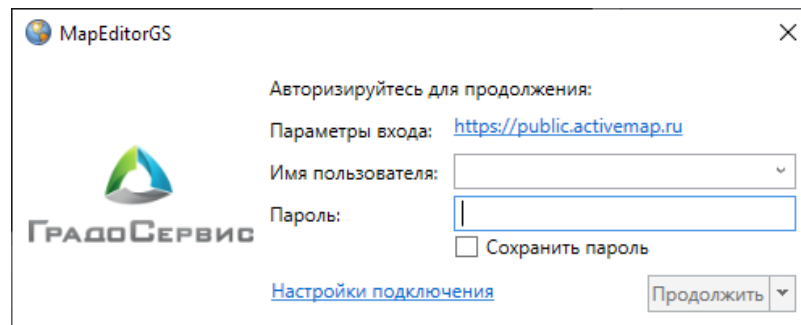 MapEditorGS
Авторизируйтесь для продолжения:
Параметры входа: https://public.activemap.ru
Имя пользователя:
Пароль:
ГрадоСервис
Сохранить пароль
Настройки подключения
Продолжить